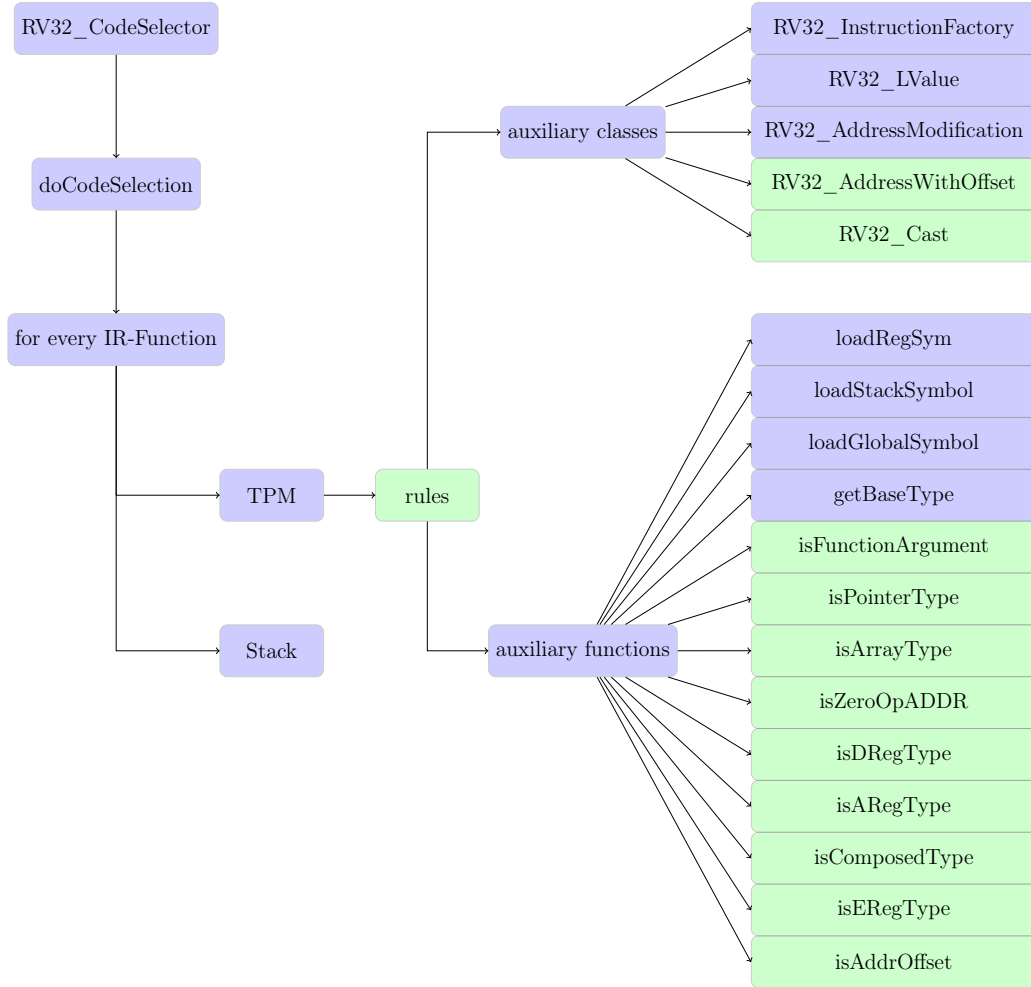 RV32_CodeSelector
doCodeSelection
for every IR-Function
TPM
Stack
rules
auxiliary classes
RV32_InstructionFactory
RV32_LValue
RV32_AddressModification
RV32_AddressWithOffset
RV32_Cast
auxiliary functions
loadRegSym
loadStackSymbol
loadGlobalSymbol
getBaseType
isFunctionArgument
isPointerType
isArrayType
isZeroOpADDR
isDRegType
isARegType
isComposedType
isERegType
isAddrOffset